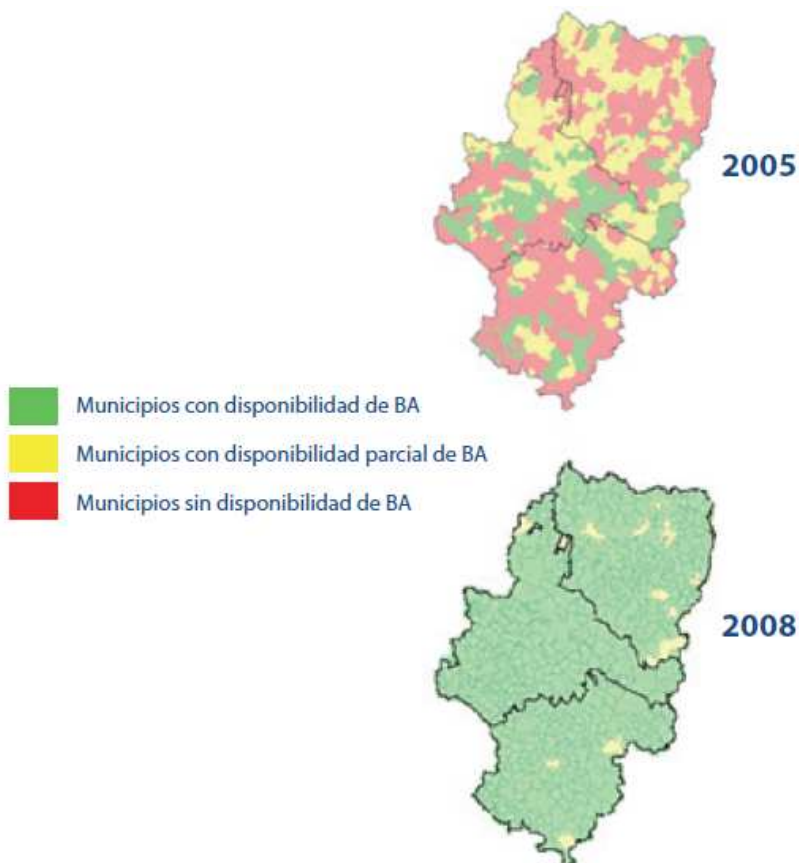 2005
Municipios con disponibilidad de BA
Municipios con disponibilidad parcial de BA
Municipios sin disponibilidad de BA
2008